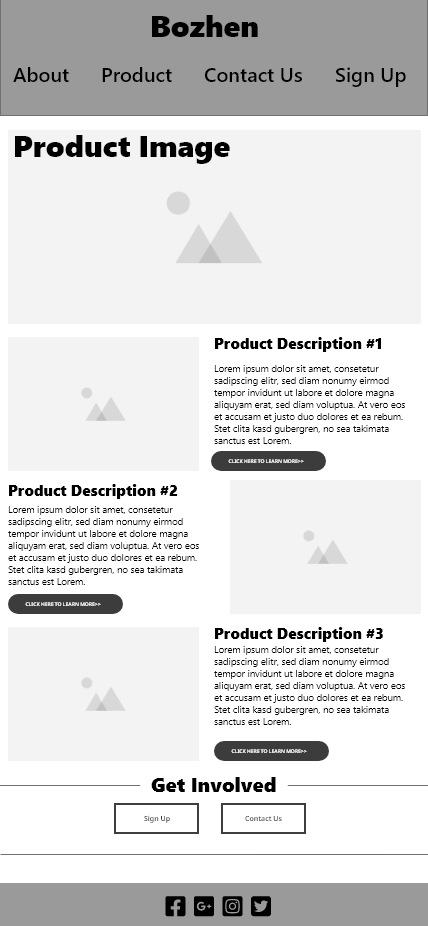 Bozhen
About Product Contact Us Sign Up
Product Image
Product Description #1
Lorem ipsum dolor sit amet, consetetur
sadipscing elitr, sed diam nonumy eirmod
tempor invidunt ut labore et dolore magna
aliquyam erat, sed diam voluptua. At vero eos
et accusam et justo duo dolores et ea rebum.
Stet clita kasd gubergren, no sea takimata
sanctus est Lorem.
CLICK HERE TO LEARN MORE>>
Product Description #2
Lorem ipsum dolor sit amet, consetetur
sadipscing elitr, sed diam nonumy eirmod
tempor invidunt ut labore et dolore magna
aliquyam erat, sed diam voluptua. At vero eos
et accusam et justo duo dolores et ea rebum.
Stet clita kasd gubergren, no sea takimata
sanctus est Lorem.
CLICK HERE TO LEARN MORE>>
Product Description #3
Lorem ipsum dolor sit amet, consetetur
sadipscing elitr, sed diam nonumy eirmod
tempor invidunt ut labore et dolore magna
aliquyam erat, sed diam voluptua. At vero eos
et accusam et justo duo dolores et ea rebum.
Stet clita kasd gubergren, no sea takimata
sanctus est Lorem.
CLICK HERE TO LEARN MORE>>
Get Involved
Sign Up Contact Us